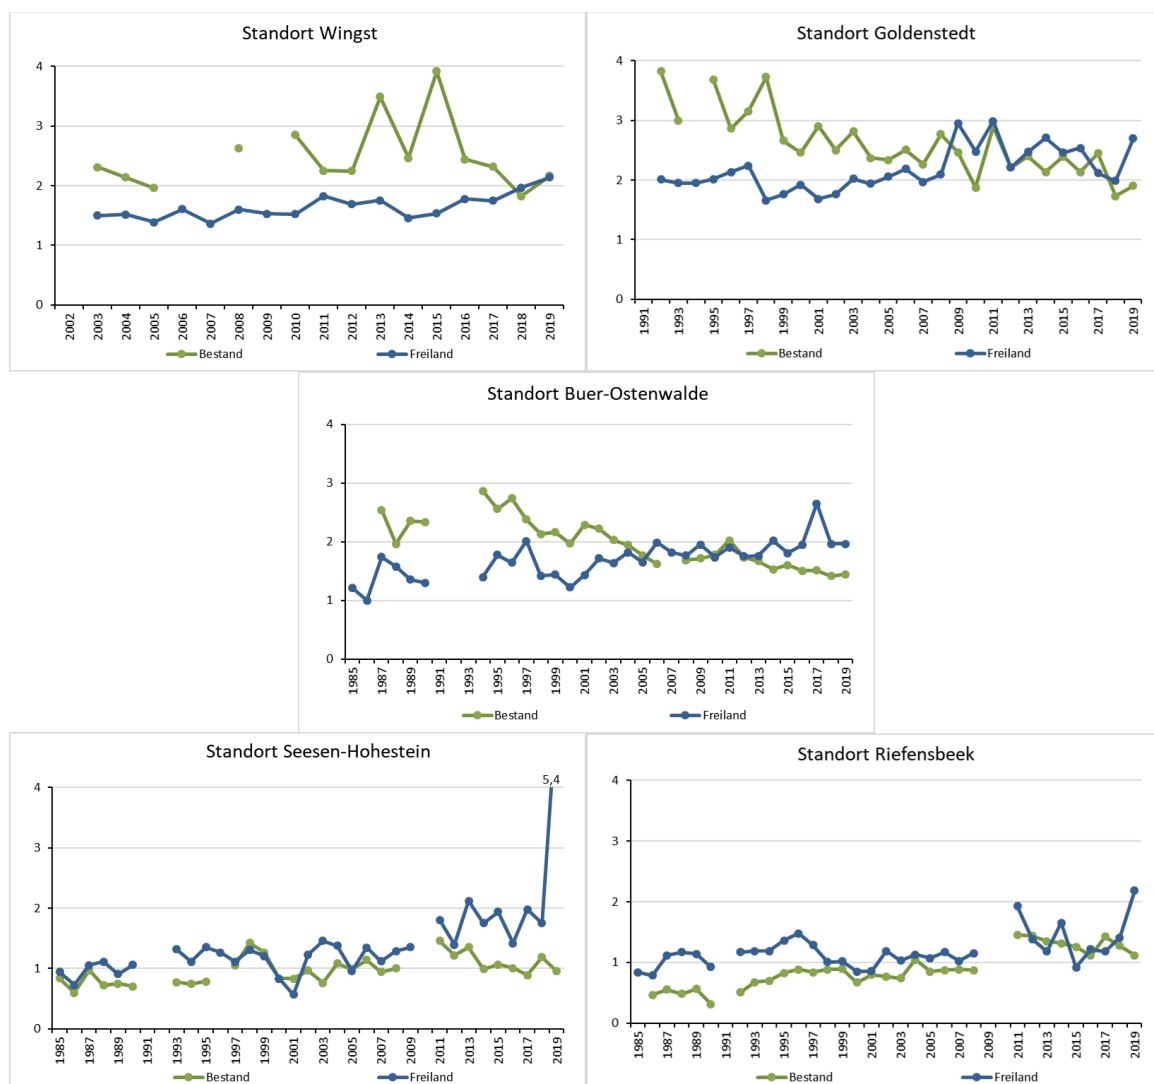 Standort Wingst
4
3
2
1
0
2002 2003 2004 2005 2006 2007 2008 2009 2010 2011 2012 2013 2014 2015 2016 2017 2018 2019
Bestand Freiland
Standort Goldenstedt
4
3
2
1
0
1991 1993 1995 1997 1999 2001 2003 2005 2007 2009 2011 2013 2015 2017 2019
Bestand Freiland
Standort Buer-Ostenwalde
4
3
2
1
0
1985 1987 1989 1991 1993 1995 1997 1999 2001 2003 2005 2007 2009 2011 2013 2015 2017 2019
Bestand Freiland
Standort Seesen-Hohestein
5,4
4
3
2
1
0
1985 1987 1989 1991 1993 1995 1997 1999 2001 2003 2005 2007 2009 2011 2013 2015 2017 2019
Bestand Freiland
Standort Riefensbeek
4
3
2
1
0
1985 1987 1989 1991 1993 1995 1997 1999 2001 2003 2005 2007 2009 2011 2013 2015 2017 2019
Bestand Freiland